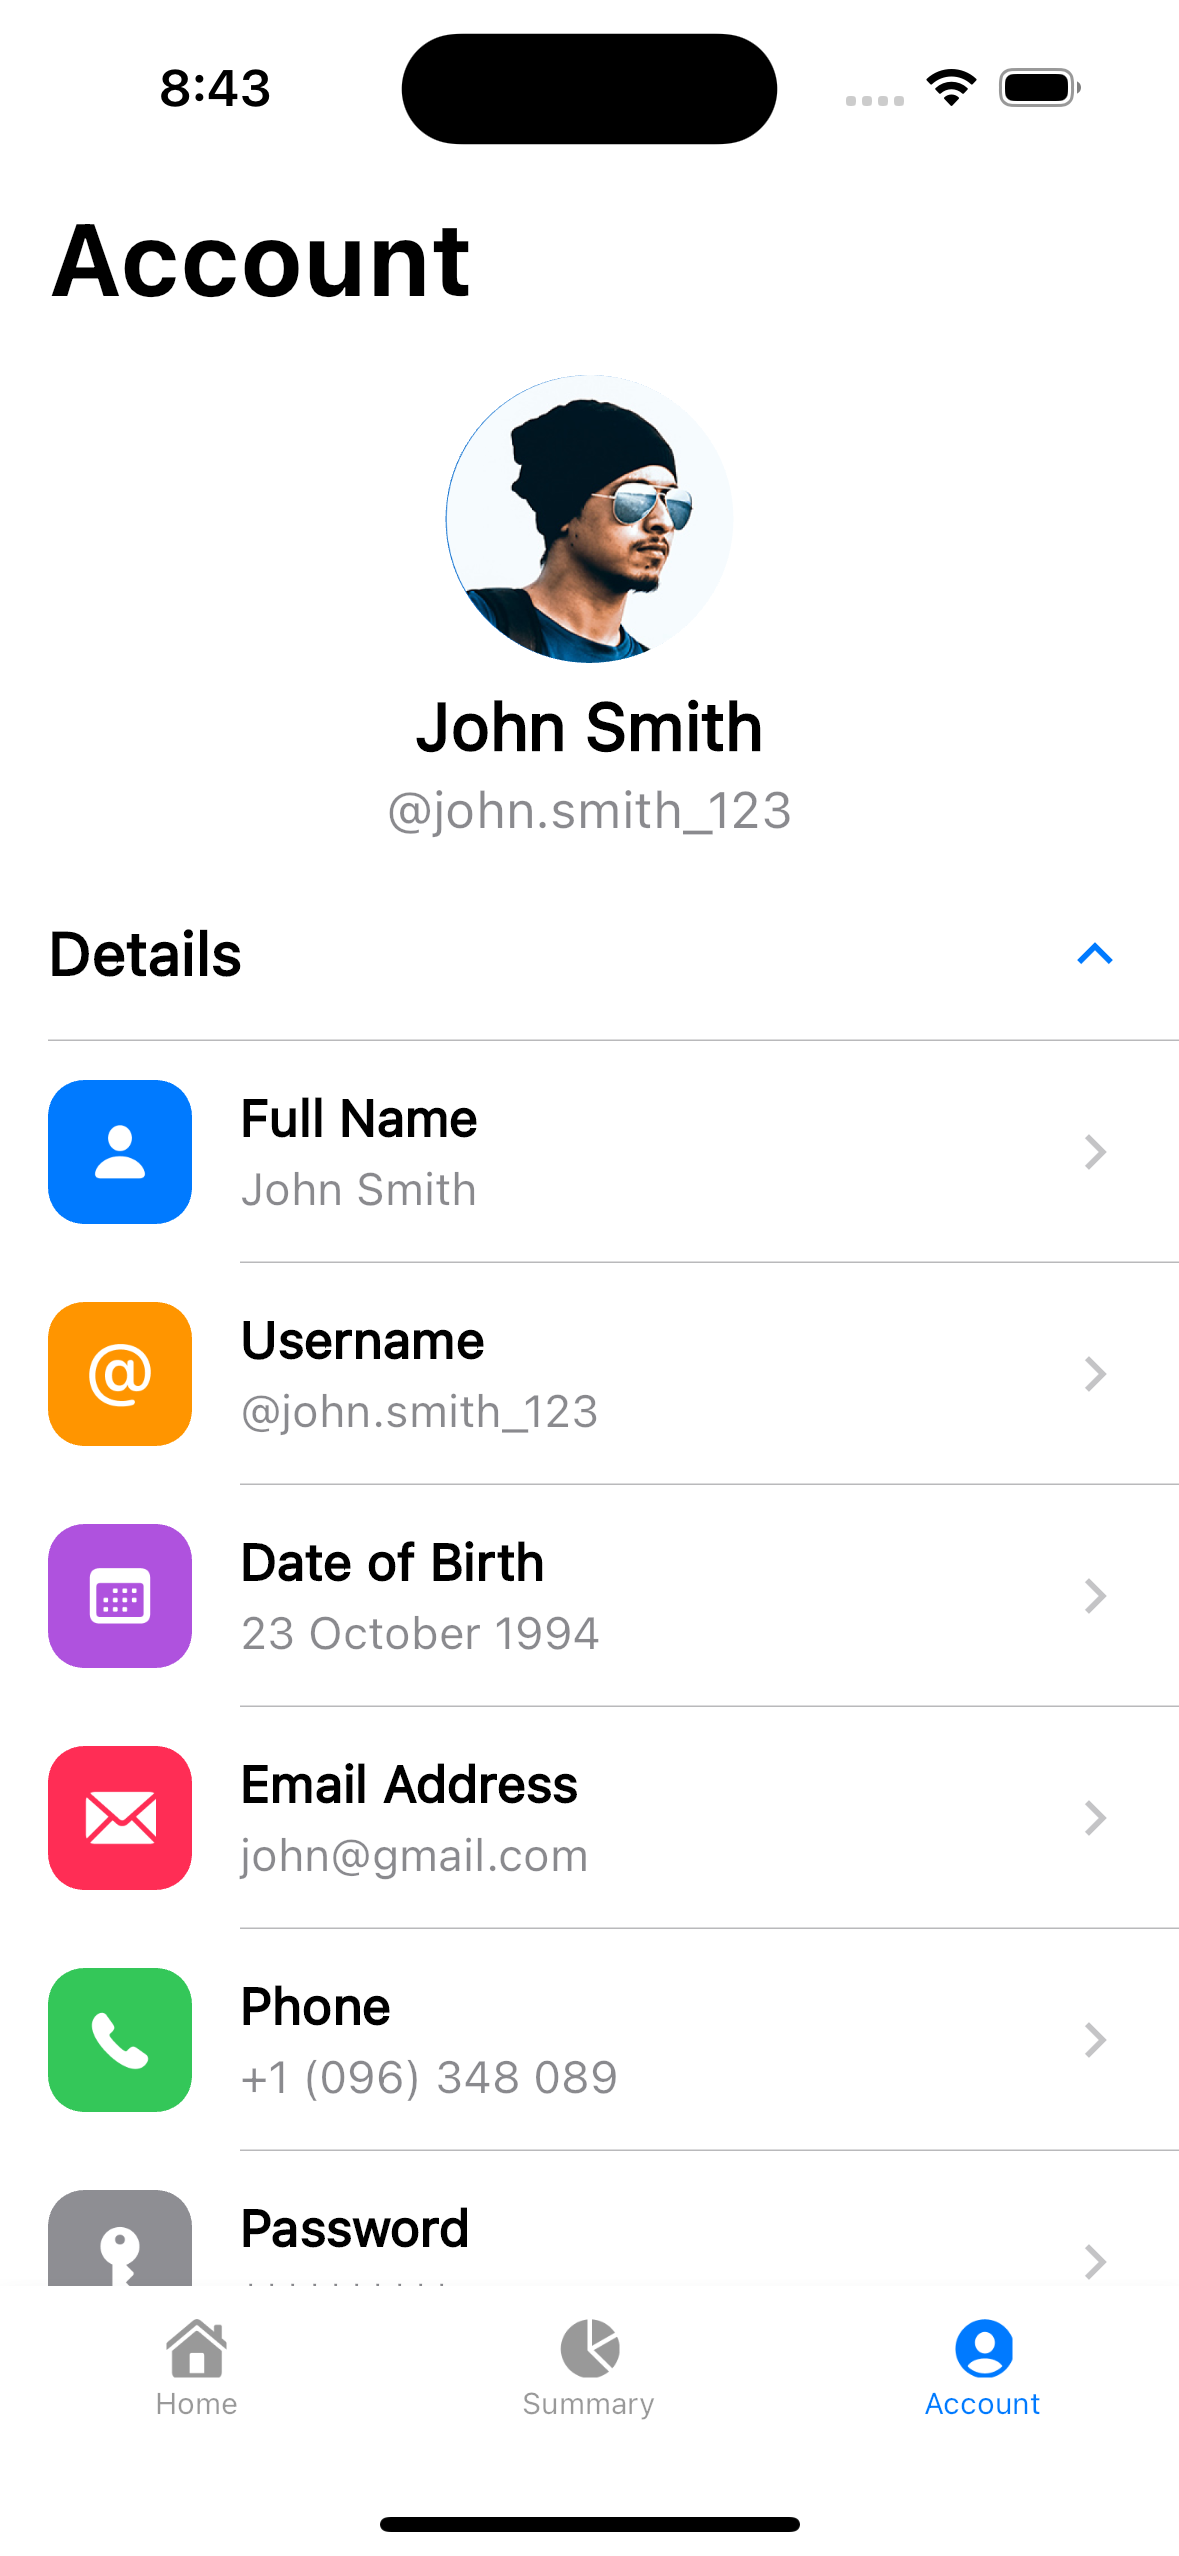 8:43
Account
John Smith
@john.smith_123
Details
Full Name
John Smith
@
Username
@john.smith_123
Date of Birth
23 October 1994
Email Address
john@gmail.com
Phone
+1 (096) 348 089
Password
Home
Summary
Account